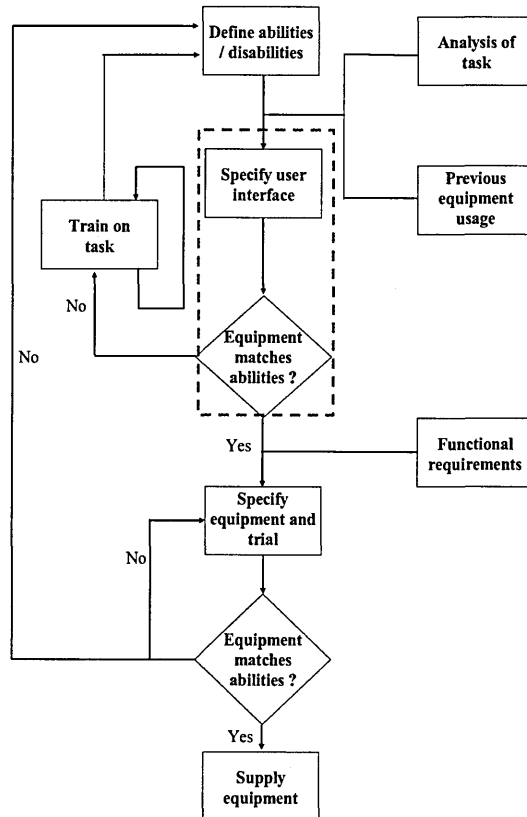 Define abilities
/ disabilities
Analysis of
task
Specify user
interface
Previous
equipment
usage
Train on
task
No
Equipment
matches
abilities ?
No
Yes
Functional
requirements
Specify
equipment and
trial
No
Equipment
matches
abilities ?
Yes
Supply
equipment